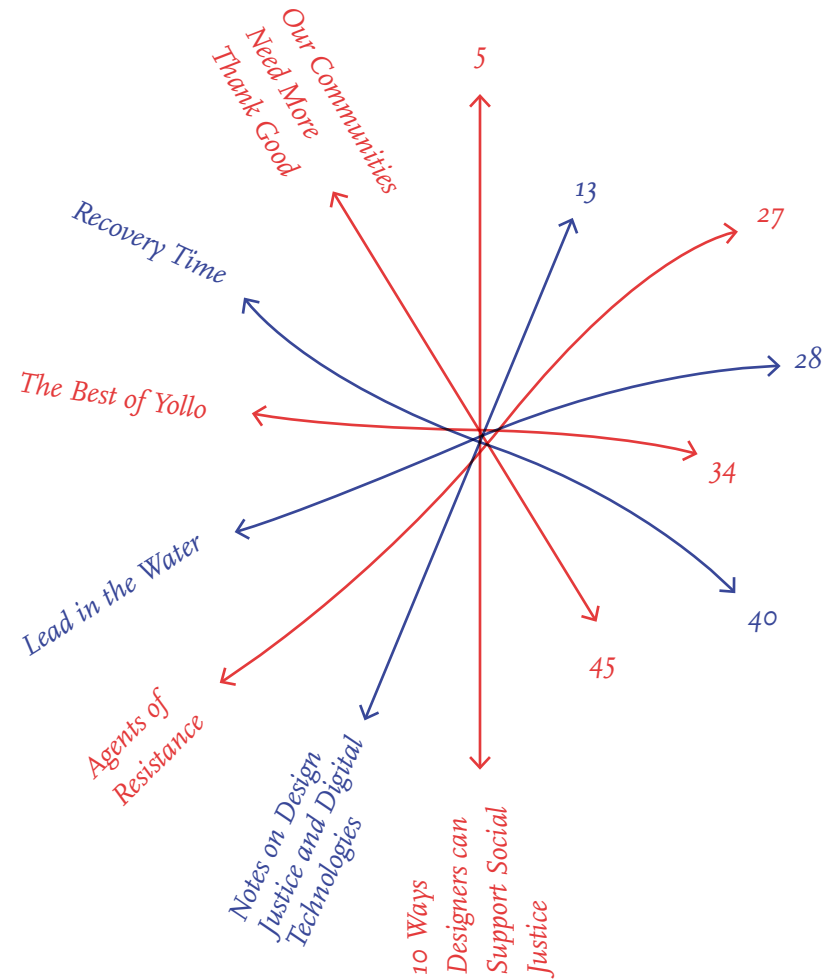 Our Communities
Need More
Thank Good
5
13
27
Recovery Time
28
The Best of Yollo
34
Lead in the Water
40
45
Agents of
Resistance
Notes on Design
Justice and Digital
Technologies
10 Ways
Designers can
Support Social
Justice